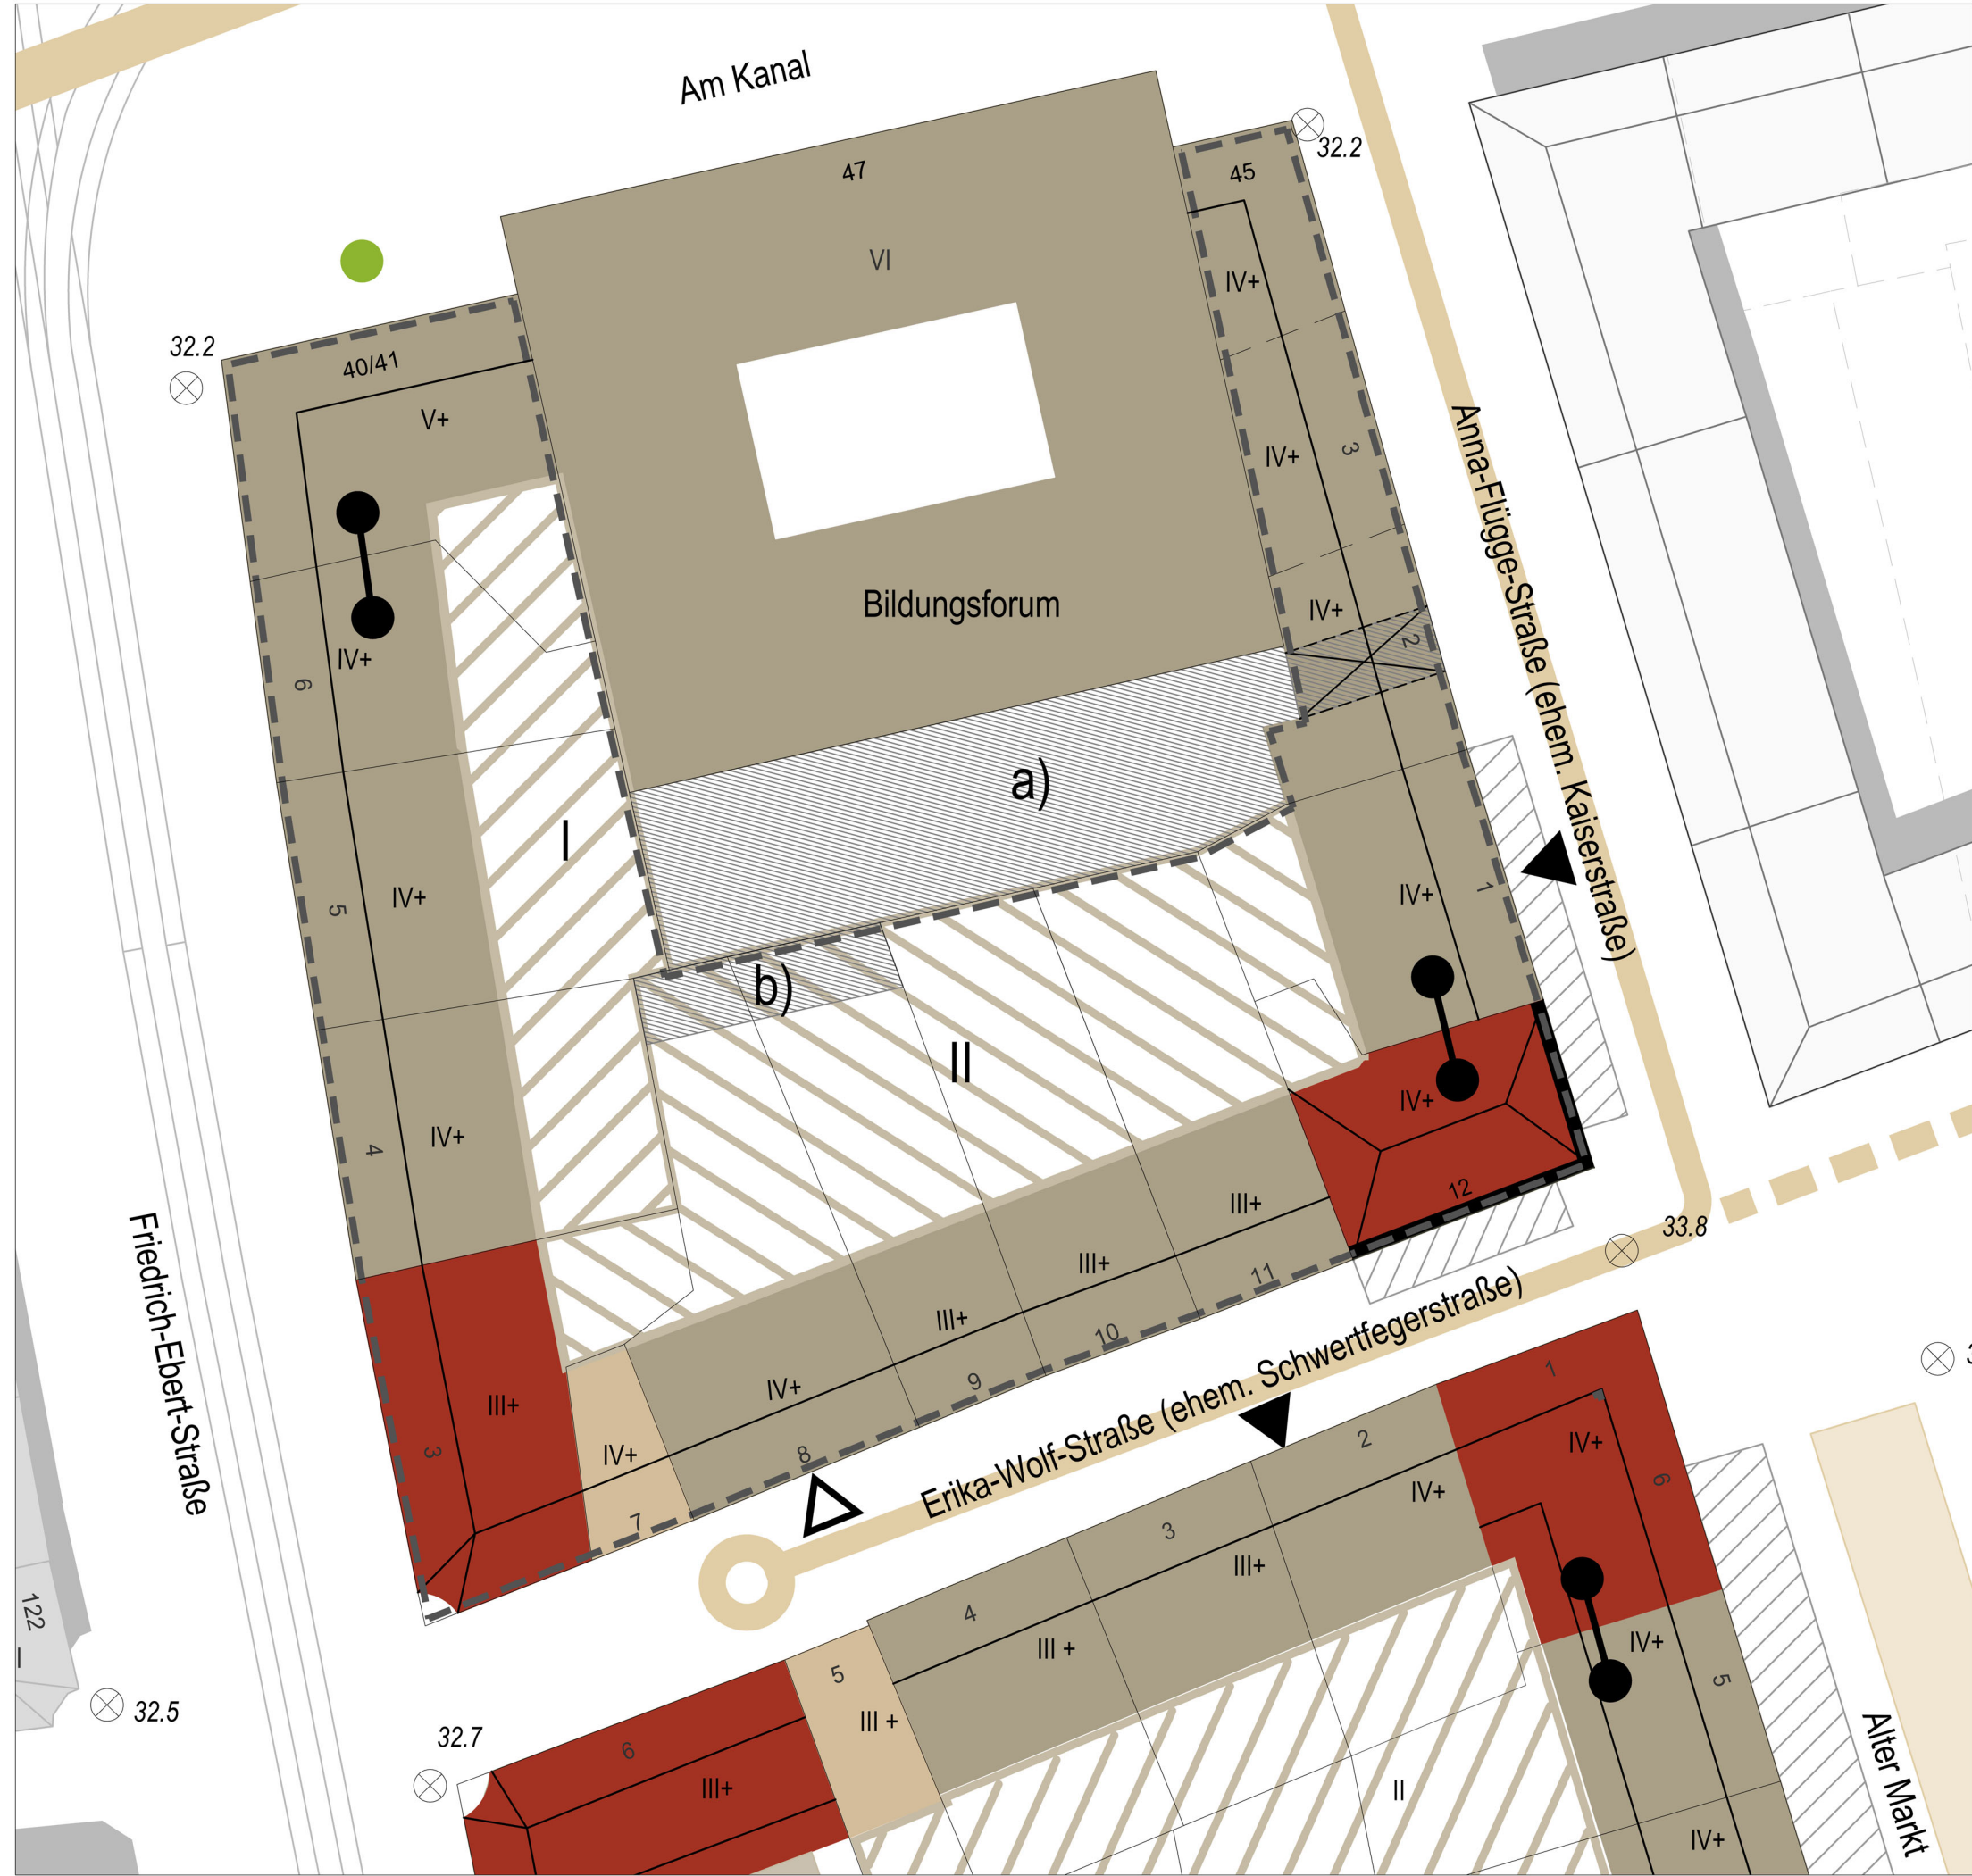 Am Kanal
47
45
32.2
VI
32.2
40/41
IV+
V+
3
IV+
Bildungsforum
IV+
2
6
IV+
Anna-Flügge-Straße (ehem. Kaiserstraße)
a)
I
5
IV+
IV+
1
b)
II
4
IV+
IV+
12
III+
33.8
III+
11
Friedrich-Ebert-Straße
III+
10
IV+
9
III+
3
IV+
8
7
Erika-Wolf-Straße (ehem. Schwertfegerstraße)
1
2
IV+
6
IV+
3
III+
122
I
4
III +
IV+
5
5
III +
32.5
32.7
6
III+
II
Alter Markt
IV+